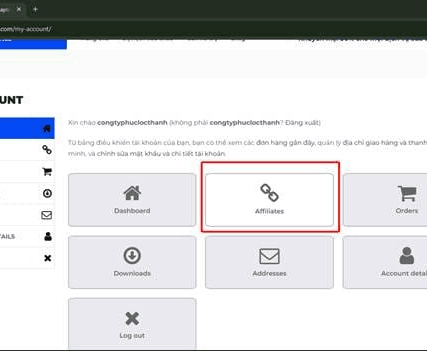 .com/my-account/
UNT
Xin chào congtyphuclocthanh (không phải congtyphuclocthanh? Đăng xuất)
Từ bảng điều khiển tài khoản của bạn, bạn có thể xem các đơn hàng gần đây, quản lý địa chỉ giao hàng và thanh
minh, và chỉnh sửa mật khẩu và chi tiết tài khoản.
Dashboard
Affiliates
Orders
TAILS
Downloads
Addresses
Account detai
Log out